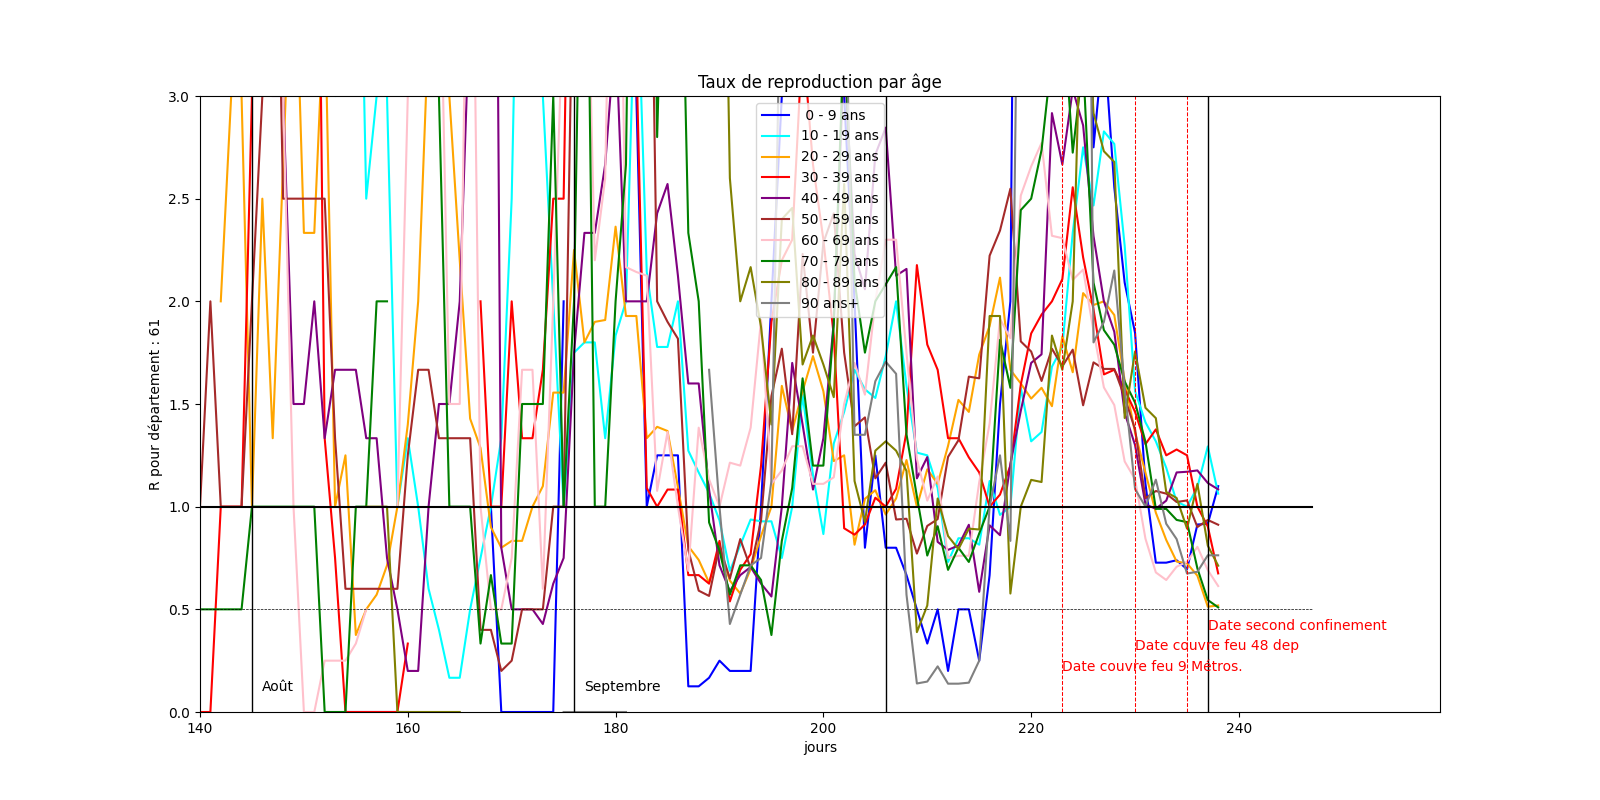 Taux de reproduction par âge
3.0
2.5
2.0
1.5
1.0
0.5
0.0
R pour département : 61
0 - 9 ans
10 - 19 ans
20 - 29 ans
30 - 39 ans
40 - 49 ans
50 - 59 ans
60 - 69 ans
70 - 79 ans
80 - 89 ans
90 ans+
Date second confinement
Date couvre feu 48 dep
Date couvre feu 9 Métros.
Août
Septembre
140
160
180
200
220
240
jours